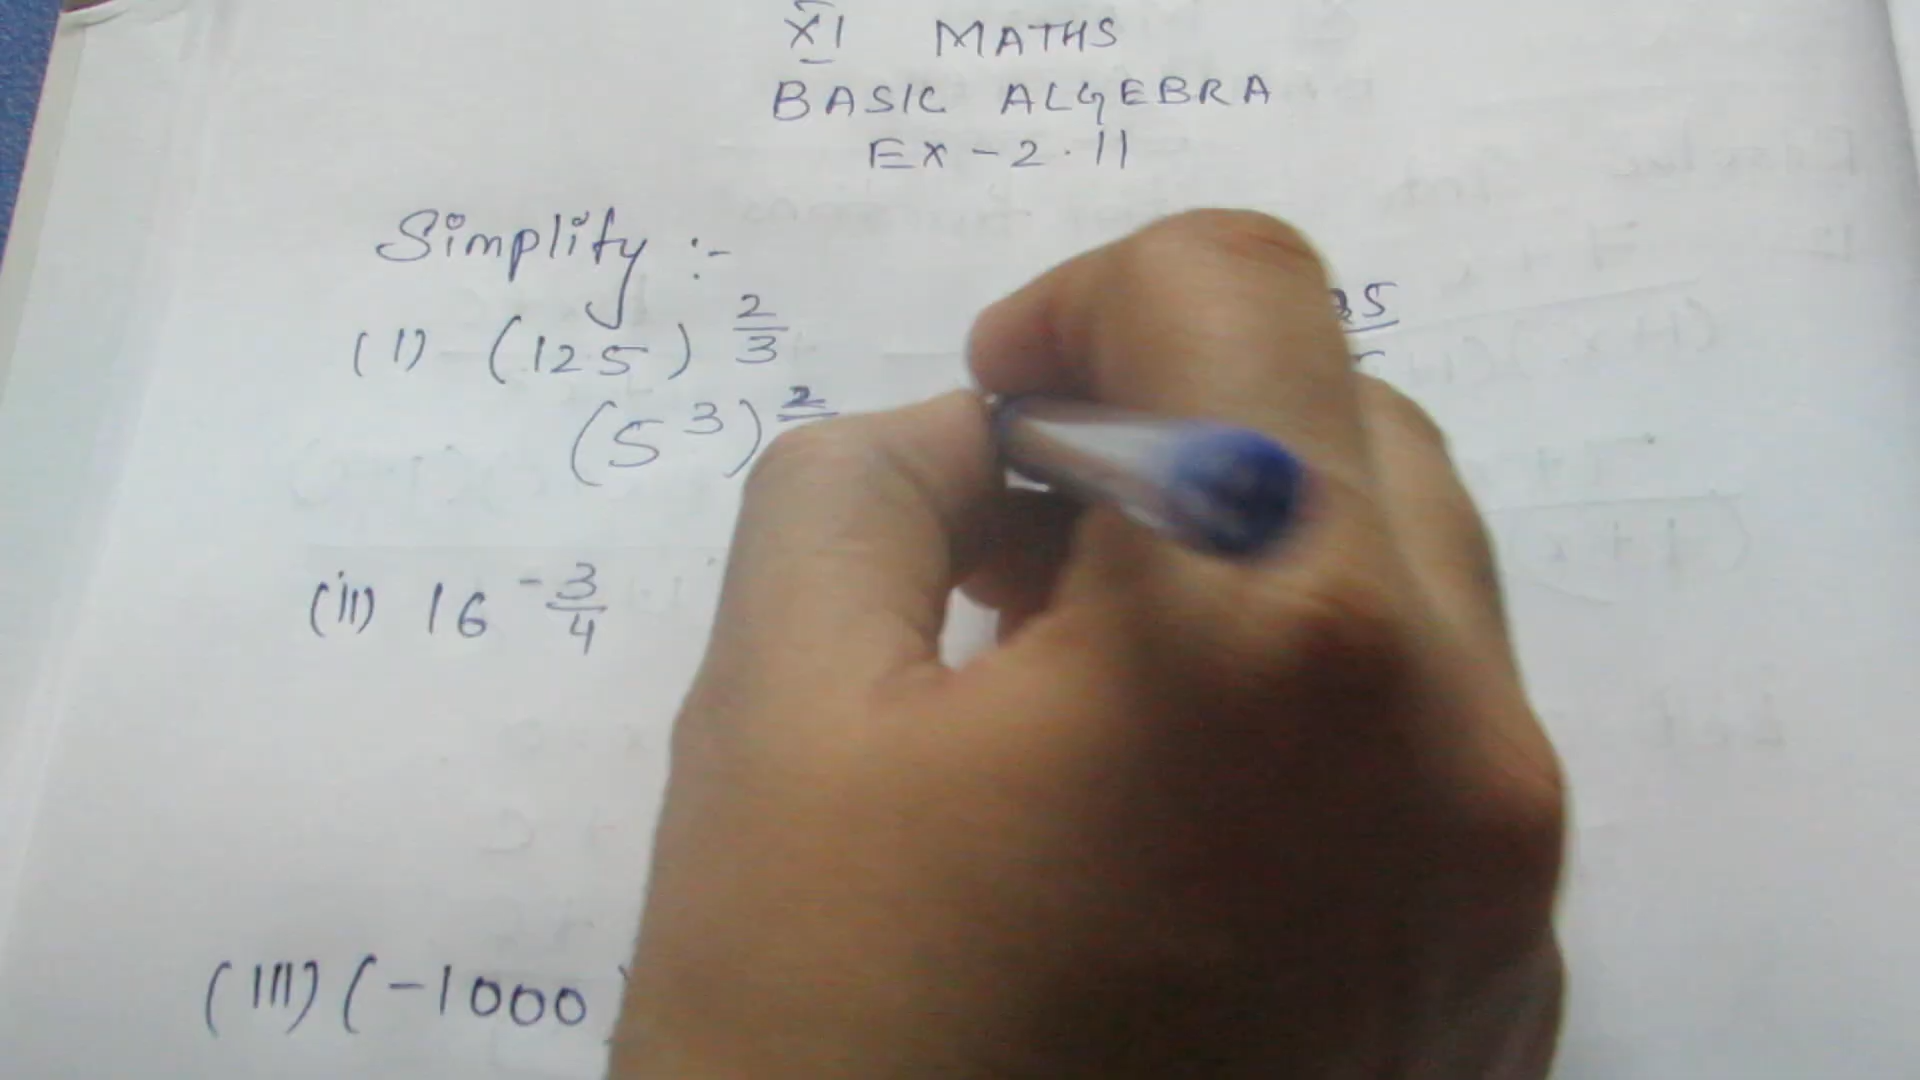 XI MATHS
BASIC ALGEBRA
EX-2.11
Simplify :-
(i) (125)^{2/3}
(5^3)^2
(ii) 16^{-3/4}
(iii) (-1000